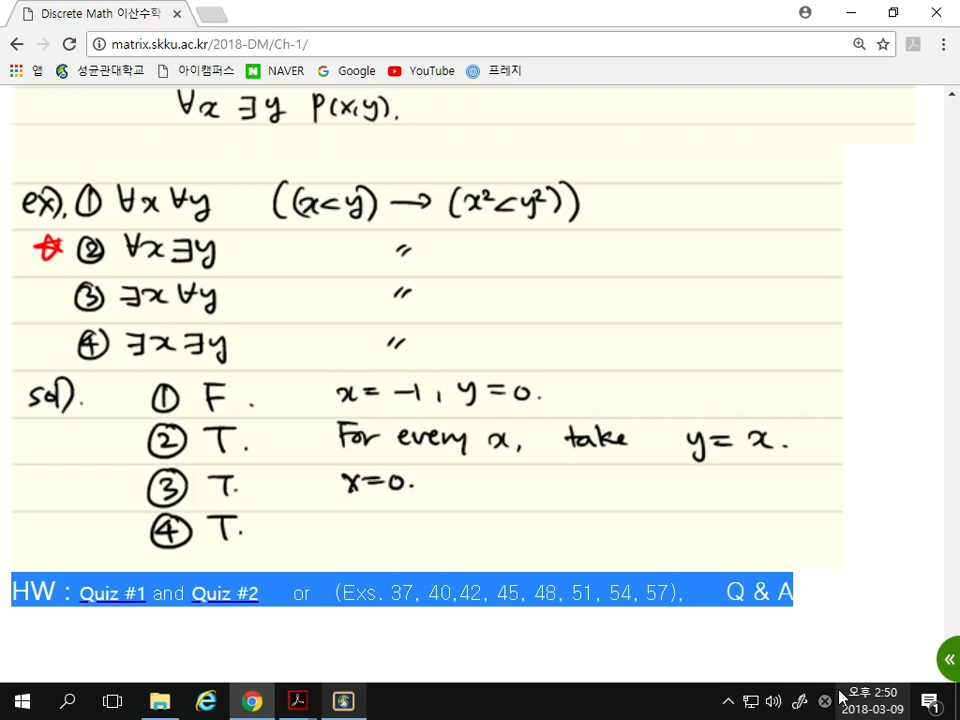 Discrete Math 이산수학
matrix.skku.ac.kr/2018-DM/Ch-1/
앱 성균관대학교 아이캠퍼스 NAVER Google YouTube 프레지
∀x ∃y P(x,y).
ex). ① ∀x ∀y ((x<y) → (x²<y²))
② ∀x ∃y 〃
③ ∃x ∀y 〃
④ ∃x ∃y 〃
sol). ① F. x = -1, y = 0.
② T. For every x, take y = x.
③ T. x=0.
④ T.
HW : Quiz #1 and Quiz #2 or (Exs. 37, 40,42, 45, 48, 51, 54, 57), Q & A
«
오후 2:50
2018-03-09
1